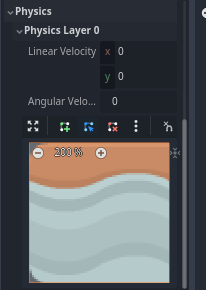 Physics
Physics Layer 0
Linear Velocity x 0
y 0
Angular Velo... 0
200 %